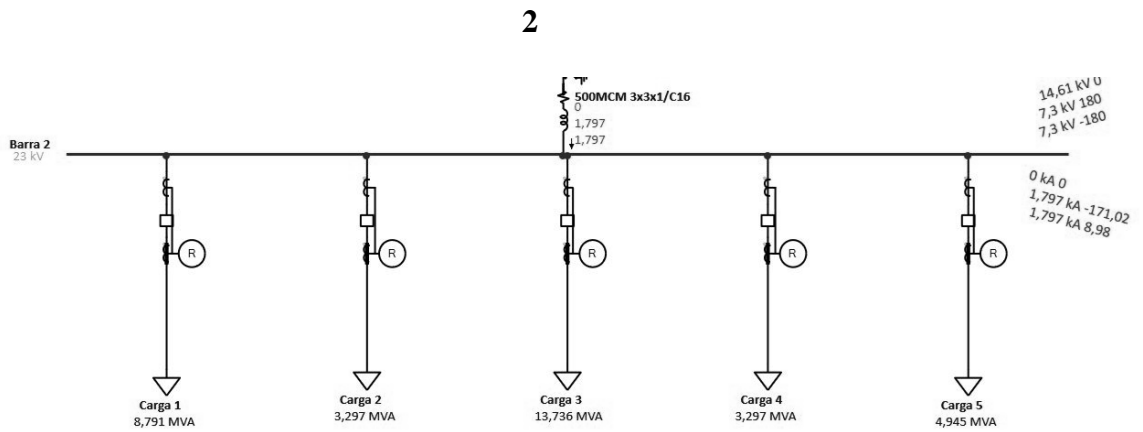 2
500MCM 3x3x1/C16
0
1,797
1,797
14,61 kV 0
7,3 kV 180
7,3 kV -180
Barra 2
23 kV
0 kA 0
1,797 kA -171,02
1,797 kA 8,98
R
R
R
R
R
Carga 1
8,791 MVA
Carga 2
3,297 MVA
Carga 3
13,736 MVA
Carga 4
3,297 MVA
Carga 5
4,945 MVA